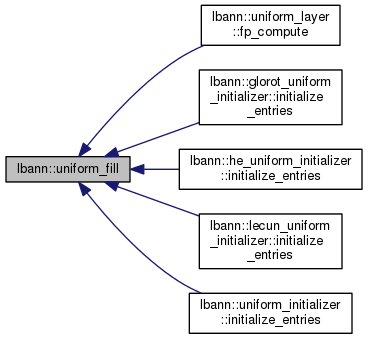 lbann::uniform_layer
::fp_compute
lbann::glorot_uniform
_initializer::initialize
_entries
lbann::uniform_fill
lbann::he_uniform_initializer
::initialize_entries
lbann::lecun_uniform
_initializer::initialize
_entries
lbann::uniform_initializer
::initialize_entries